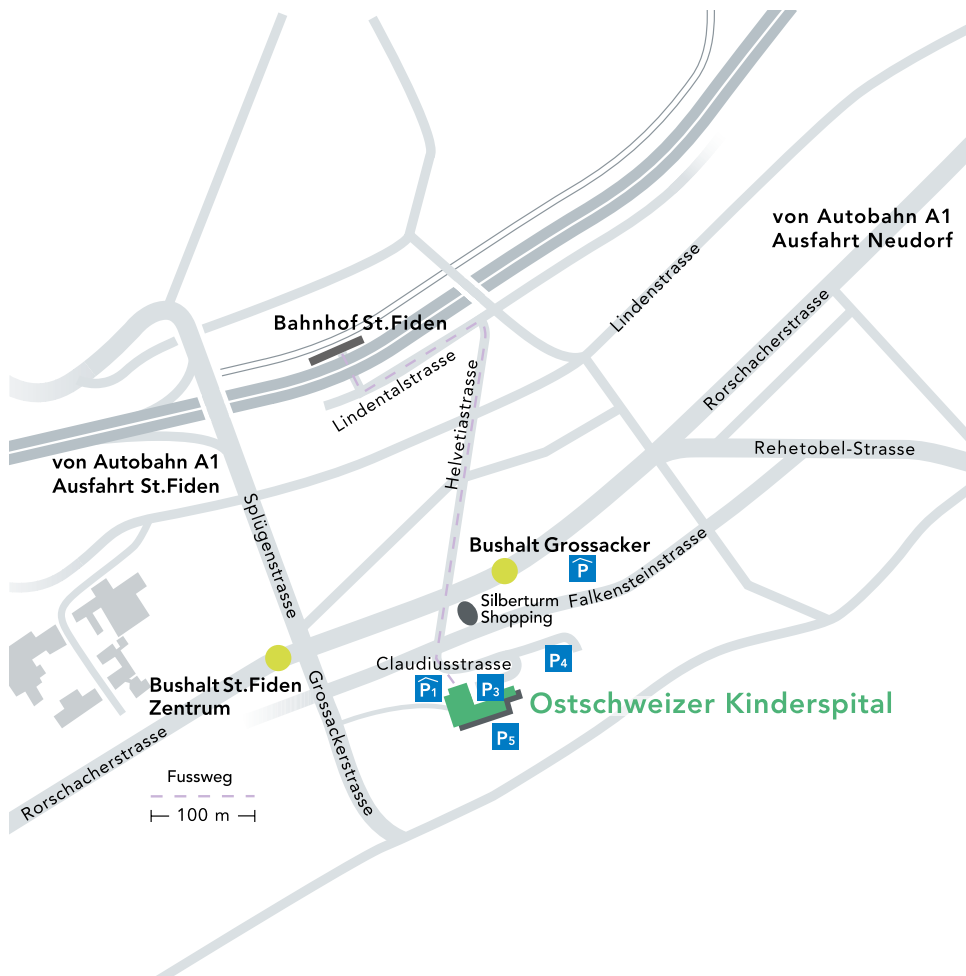 von Autobahn A1
Ausfahrt Neudorf
Lindenstrasse
Bahnhof St.Fiden
Rorschacherstrasse
Lindentalstrasse
Helvetiastrasse
Rehetobel-Strasse
von Autobahn A1
Ausfahrt St.Fiden
Splügenstrasse
Bushalt Grossacker
P
Falkensteinstrasse
Silberturm
Shopping
Claudiusstrasse
P4
P1
P3
Bushalt St.Fiden
Zentrum
Grossackerstrasse
Ostschweizer Kinderspital
P5
Rorschacherstrasse
Fussweg
100 m